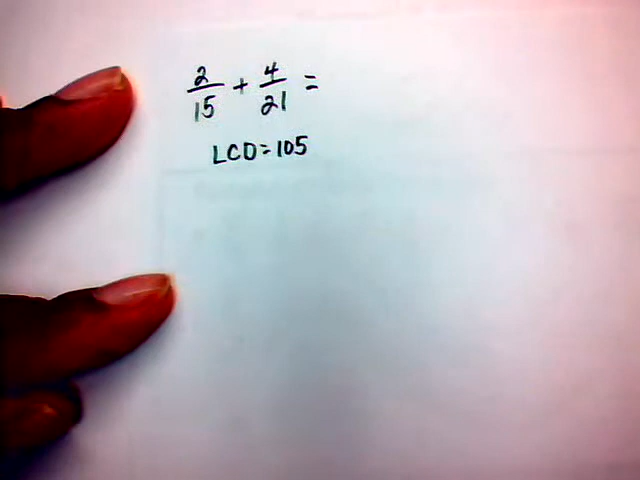 2/15 + 4/21 =
LCD = 105